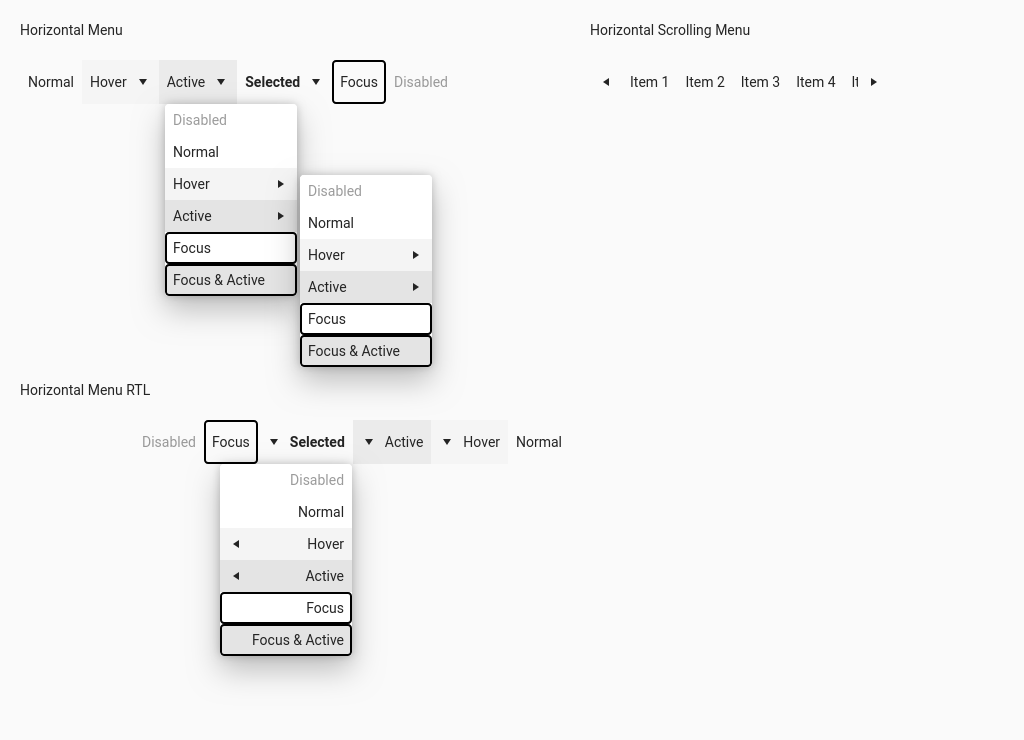 Horizontal Menu
Normal Hover Active Selected Focus Disabled
Disabled
Normal
Hover
Active
Focus
Focus & Active
Disabled
Normal
Hover
Active
Focus
Focus & Active
Horizontal Scrolling Menu
Item 1 Item 2 Item 3 Item 4 It
Horizontal Menu RTL
Disabled Focus Selected Active Hover Normal
Disabled
Normal
Hover
Active
Focus
Focus & Active